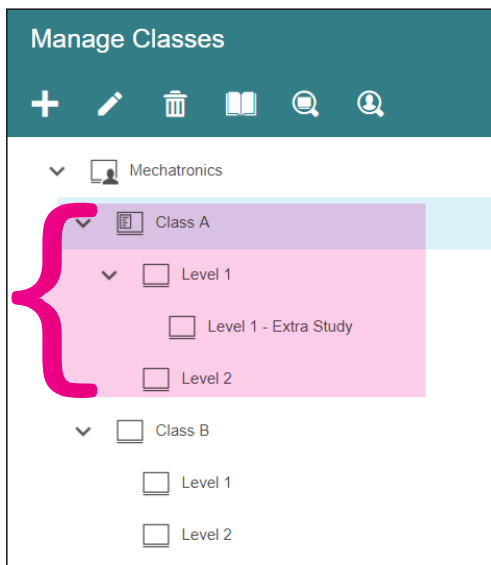 Manage Classes
Mechatronics
Class A
Level 1
Level 1 - Extra Study
Level 2
Class B
Level 1
Level 2